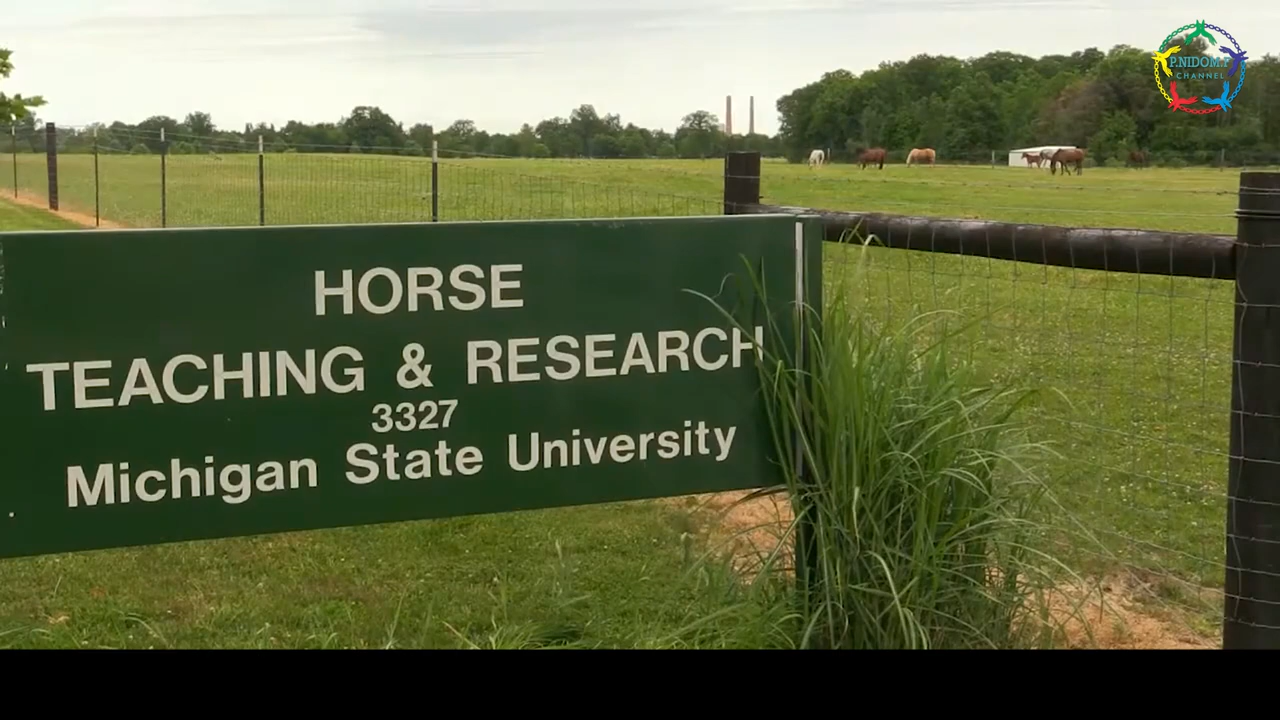 P.NIDOM.P
CHANNEL
HORSE
TEACHING & RESEARCH
3327
Michigan State University